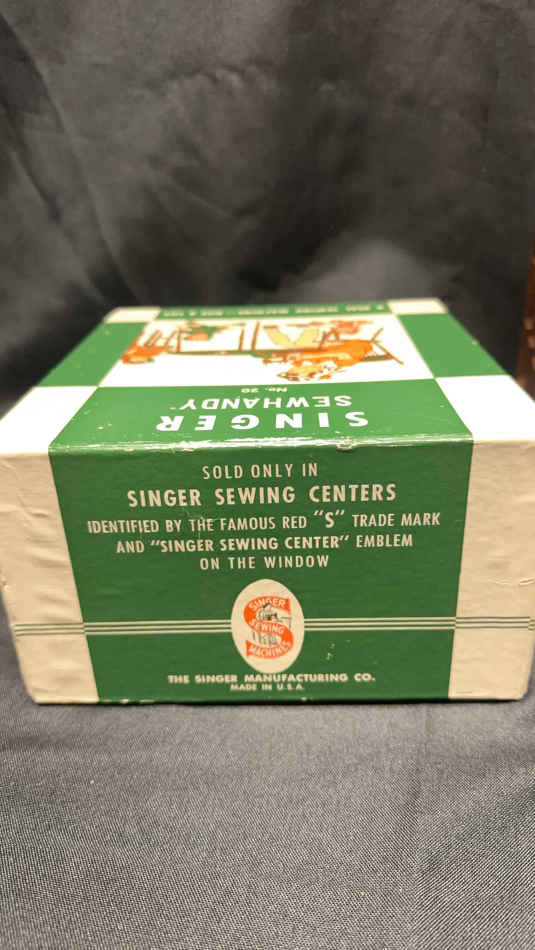 SINGER
SEWHANDY
No. 20
SOLD ONLY IN
SINGER SEWING CENTERS
IDENTIFIED BY THE FAMOUS RED "S" TRADE MARK
AND "SINGER SEWING CENTER" EMBLEM
ON THE WINDOW
SINGER
SEWING
MACHINES
THE SINGER MANUFACTURING CO.
MADE IN U.S.A.